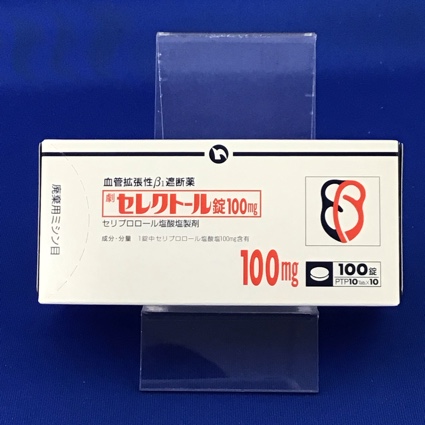 血管拡張性β₁遮断薬
劇 セレクトール錠100mg
セリプロロール塩酸塩製剤
成分・分量 1錠中セリプロロール塩酸塩100mg含有
100mg
100錠
PTP10錠×10
廃棄用ミシン目